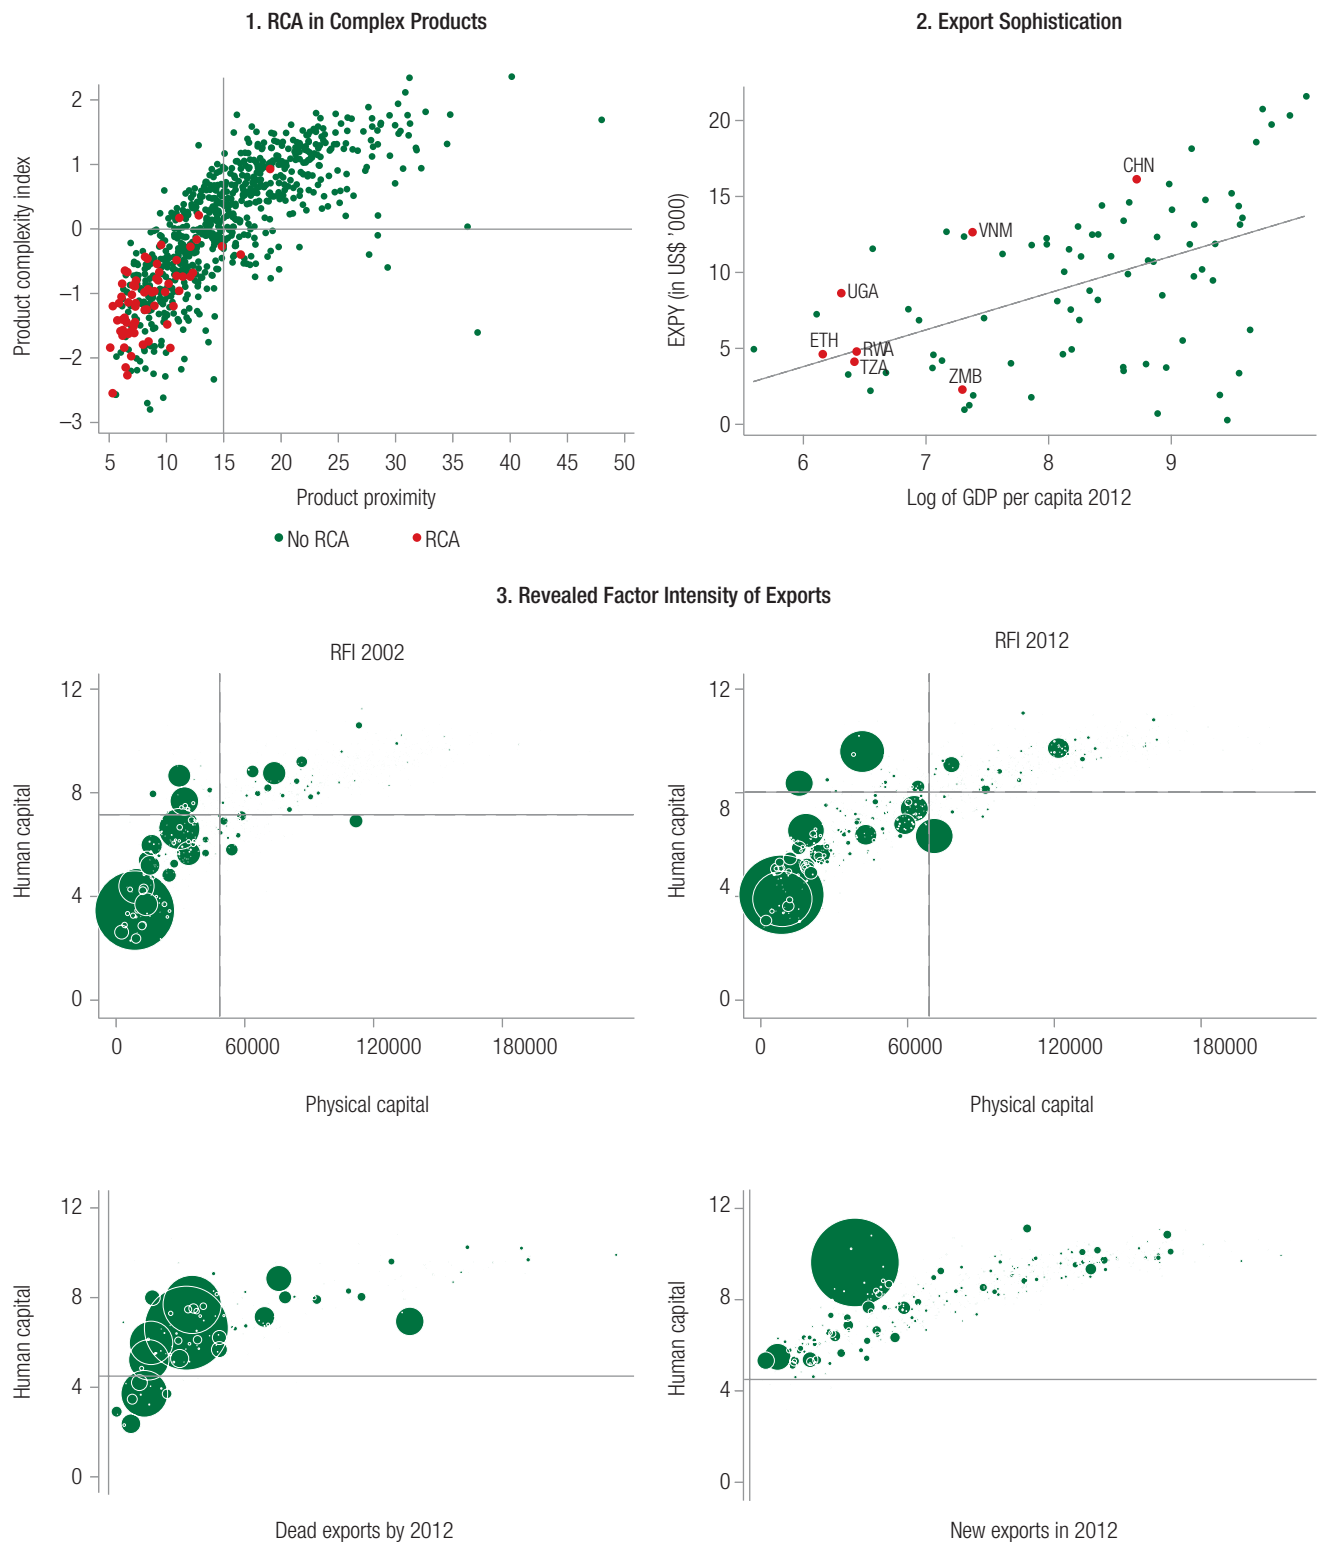 1. RCA in Complex Products
2. Export Sophistication
Product complexity index
2
1
0
–1
–2
–3
5 10 15 20 25 30 35 40 45 50
Product proximity
No RCA RCA
EXPY (in US$ '000)
20
15
10
5
0
CHN
VNM
UGA
ETH
RWA
TZA
ZMB
6 7 8 9
Log of GDP per capita 2012
3. Revealed Factor Intensity of Exports
RFI 2002
Human capital
12
8
4
0
0 60000 120000 180000
Physical capital
RFI 2012
Human capital
12
8
4
0
0 60000 120000 180000
Physical capital
Human capital
12
8
4
0
Dead exports by 2012
Human capital
12
8
4
0
New exports in 2012